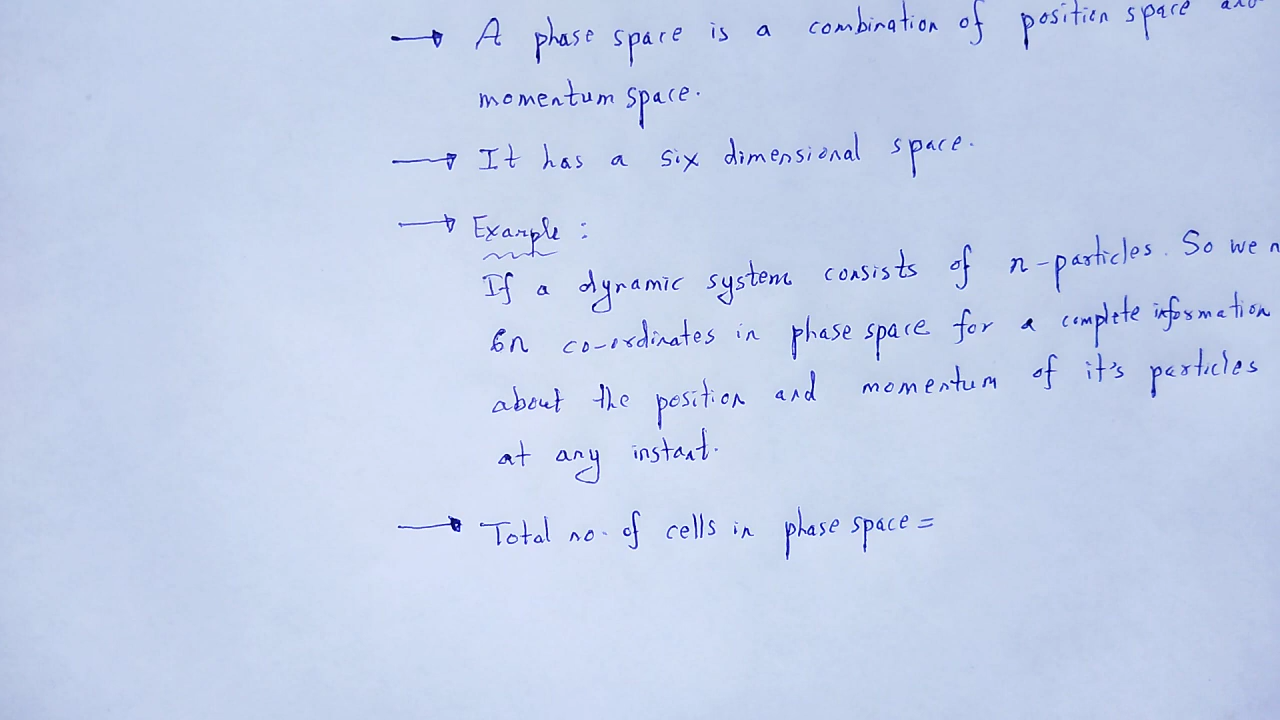 → A phase space is a combination of position space and
momentum space.
→ It has a six dimensional space.
→ Example :
If a dynamic system consists of n-particles. So we
6n co-ordinates in phase space for a complete information
about the position and momentum of it's particles
at any instant.
→ Total no. of cells in phase space =